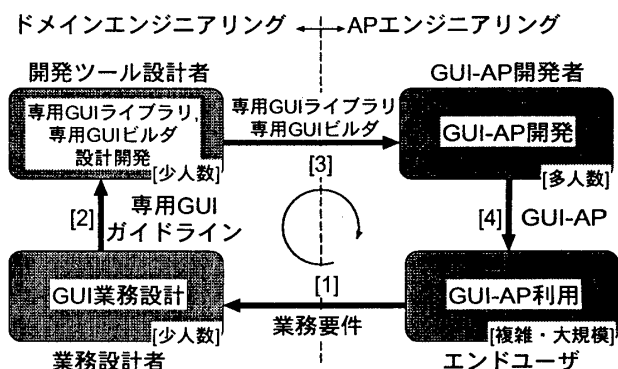 ドメインエンジニアリング
APエンジニアリング
開発ツール設計者
GUI-AP開発者
専用GUIライブラリ,
専用GUIビルダ
設計開発
[少人数]
専用GUIライブラリ
専用GUIビルダ
[3]
GUI-AP開発
[多人数]
[2]
専用GUI
ガイドライン
[4]
GUI-AP
GUI業務設計
[少人数]
業務設計者
[1]
業務要件
GUI-AP利用
[複雑・大規模]
エンドユーザ